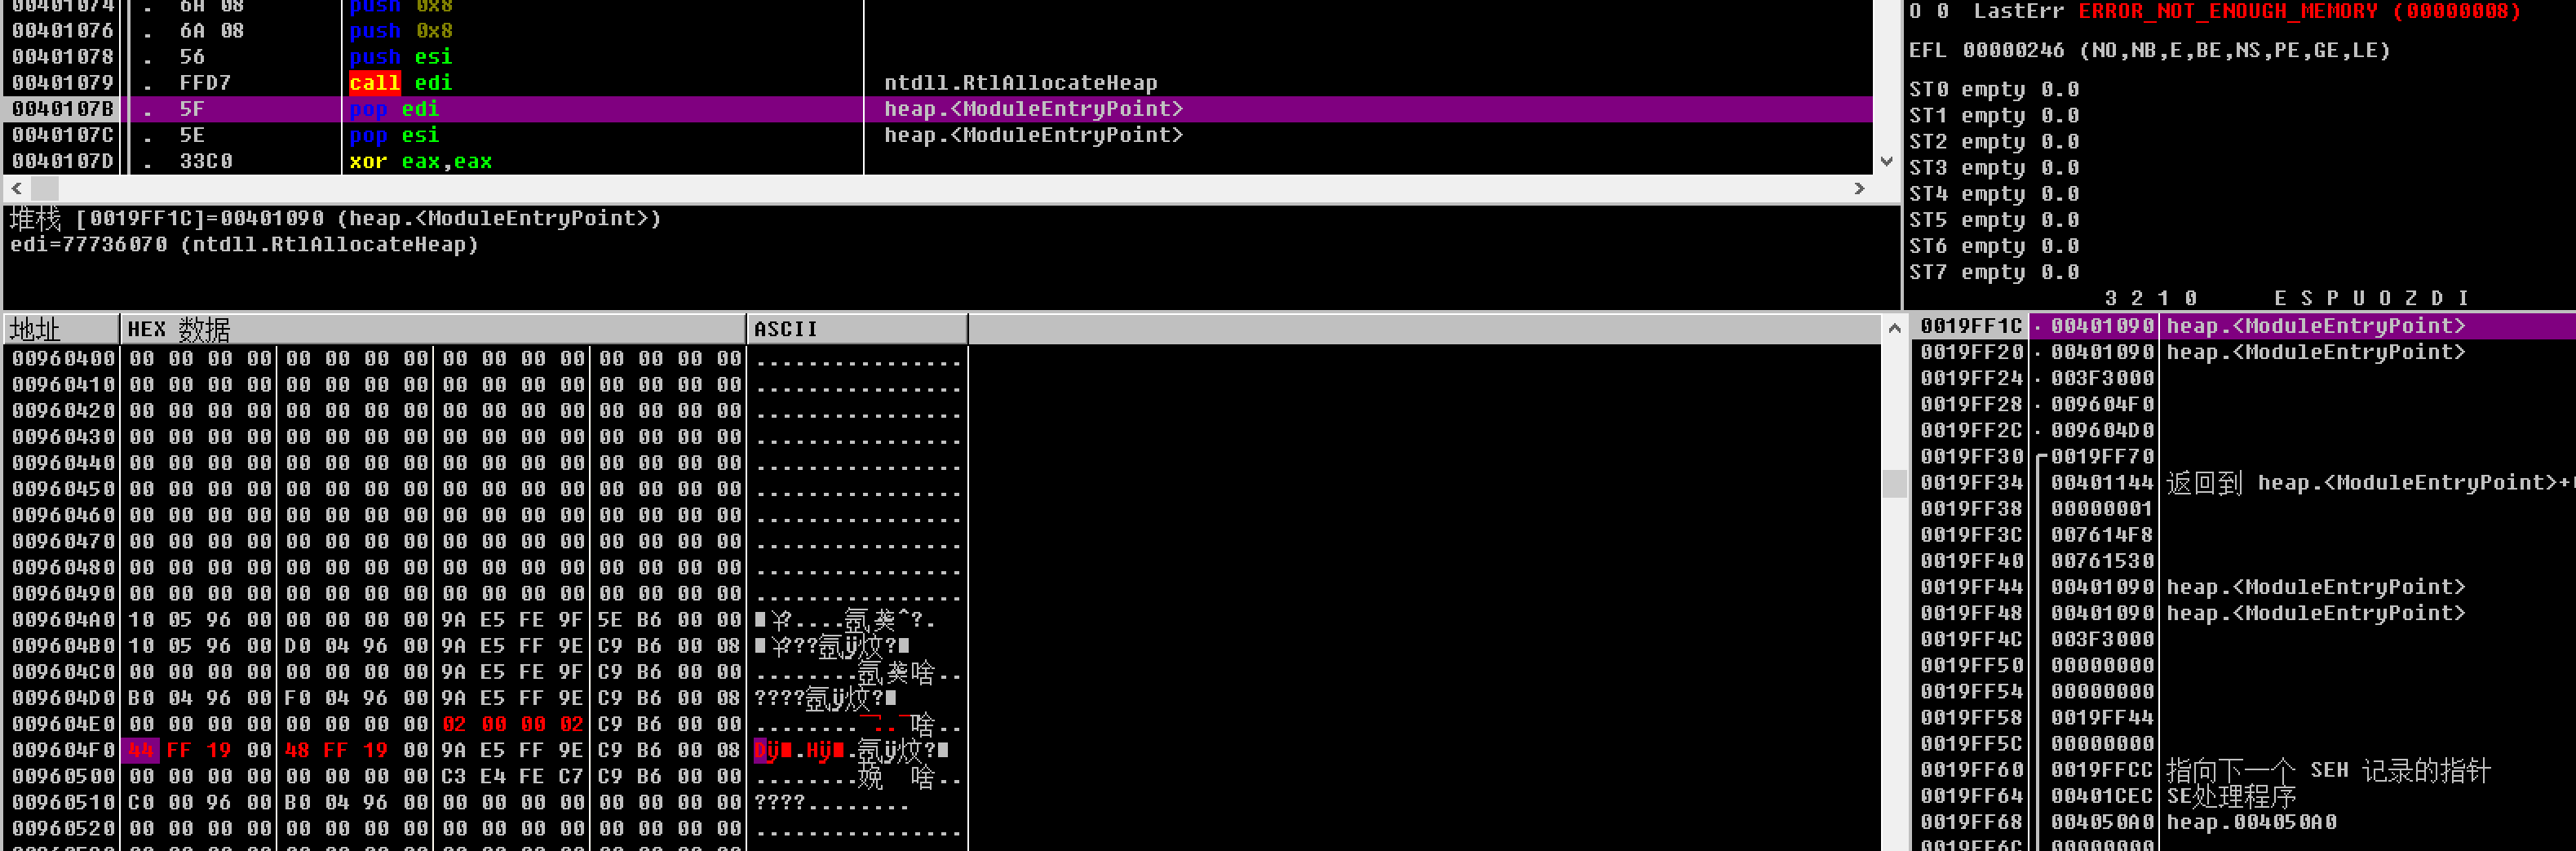 00401074 . 6A 08 push 0x8
00401076 . 6A 08 push 0x8
00401078 . 56 push esi
00401079 . FFD7 call edi ntdll.RtlAllocateHeap
0040107B . 5F pop edi heap.<ModuleEntryPoint>
0040107C . 5E pop esi heap.<ModuleEntryPoint>
0040107D . 33C0 xor eax,eax
堆栈 [0019FF1C]=00401090 (heap.<ModuleEntryPoint>)
edi=77736070 (ntdll.RtlAllocateHeap)
O 0 LastErr ERROR_NOT_ENOUGH_MEMORY (00000008)
EFL 00000246 (NO,NB,E,BE,NS,PE,GE,LE)
ST0 empty 0.0
ST1 empty 0.0
ST2 empty 0.0
ST3 empty 0.0
ST4 empty 0.0
ST5 empty 0.0
ST6 empty 0.0
ST7 empty 0.0
3 2 1 0 E S P U O Z D I
地址 HEX 数据 ASCII
00960400 00 00 00 00 00 00 00 00 00 00 00 00 00 00 00 00 ................
00960410 00 00 00 00 00 00 00 00 00 00 00 00 00 00 00 00 ................
00960420 00 00 00 00 00 00 00 00 00 00 00 00 00 00 00 00 ................
00960430 00 00 00 00 00 00 00 00 00 00 00 00 00 00 00 00 ................
00960440 00 00 00 00 00 00 00 00 00 00 00 00 00 00 00 00 ................
00960450 00 00 00 00 00 00 00 00 00 00 00 00 00 00 00 00 ................
00960460 00 00 00 00 00 00 00 00 00 00 00 00 00 00 00 00 ................
00960470 00 00 00 00 00 00 00 00 00 00 00 00 00 00 00 00 ................
00960480 00 00 00 00 00 00 00 00 00 00 00 00 00 00 00 00 ................
00960490 00 00 00 00 00 00 00 00 00 00 00 00 00 00 00 00 ................
009604A0 10 05 96 00 00 00 00 00 9A E5 FE 9F 5E B6 00 00
009604B0 10 05 96 00 D0 04 96 00 9A E5 FF 9E C9 B6 00 08
009604C0 00 00 00 00 00 00 00 00 9A E5 FE 9F C9 B6 00 00
009604D0 B0 04 96 00 F0 04 96 00 9A E5 FF 9E C9 B6 00 08
009604E0 00 00 00 00 00 00 00 00 02 00 00 02 C9 B6 00 00
009604F0 44 FF 19 00 48 FF 19 00 9A E5 FF 9E C9 B6 00 08
00960500 00 00 00 00 00 00 00 00 C3 E4 FE C7 C9 B6 00 00
00960510 C0 00 96 00 B0 04 96 00 00 00 00 00 00 00 00 00 ????........
00960520 00 00 00 00 00 00 00 00 00 00 00 00 00 00 00 00 ................
0019FF1C . 00401090 heap.<ModuleEntryPoint>
0019FF20 . 00401090 heap.<ModuleEntryPoint>
0019FF24 . 003F3000
0019FF28 . 009604F0
0019FF2C . 009604D0
0019FF30 0019FF70
0019FF34 00401144 返回到 heap.<ModuleEntryPoint>+
0019FF38 00000001
0019FF3C 007614F8
0019FF40 00761530
0019FF44 00401090 heap.<ModuleEntryPoint>
0019FF48 00401090 heap.<ModuleEntryPoint>
0019FF4C 003F3000
0019FF50 00000000
0019FF54 00000000
0019FF58 0019FF44
0019FF5C 00000000
0019FF60 0019FFCC 指向下一个 SEH 记录的指针
0019FF64 00401CEC SE处理程序
0019FF68 004050A0 heap.004050A0
0019FF6C 00000000